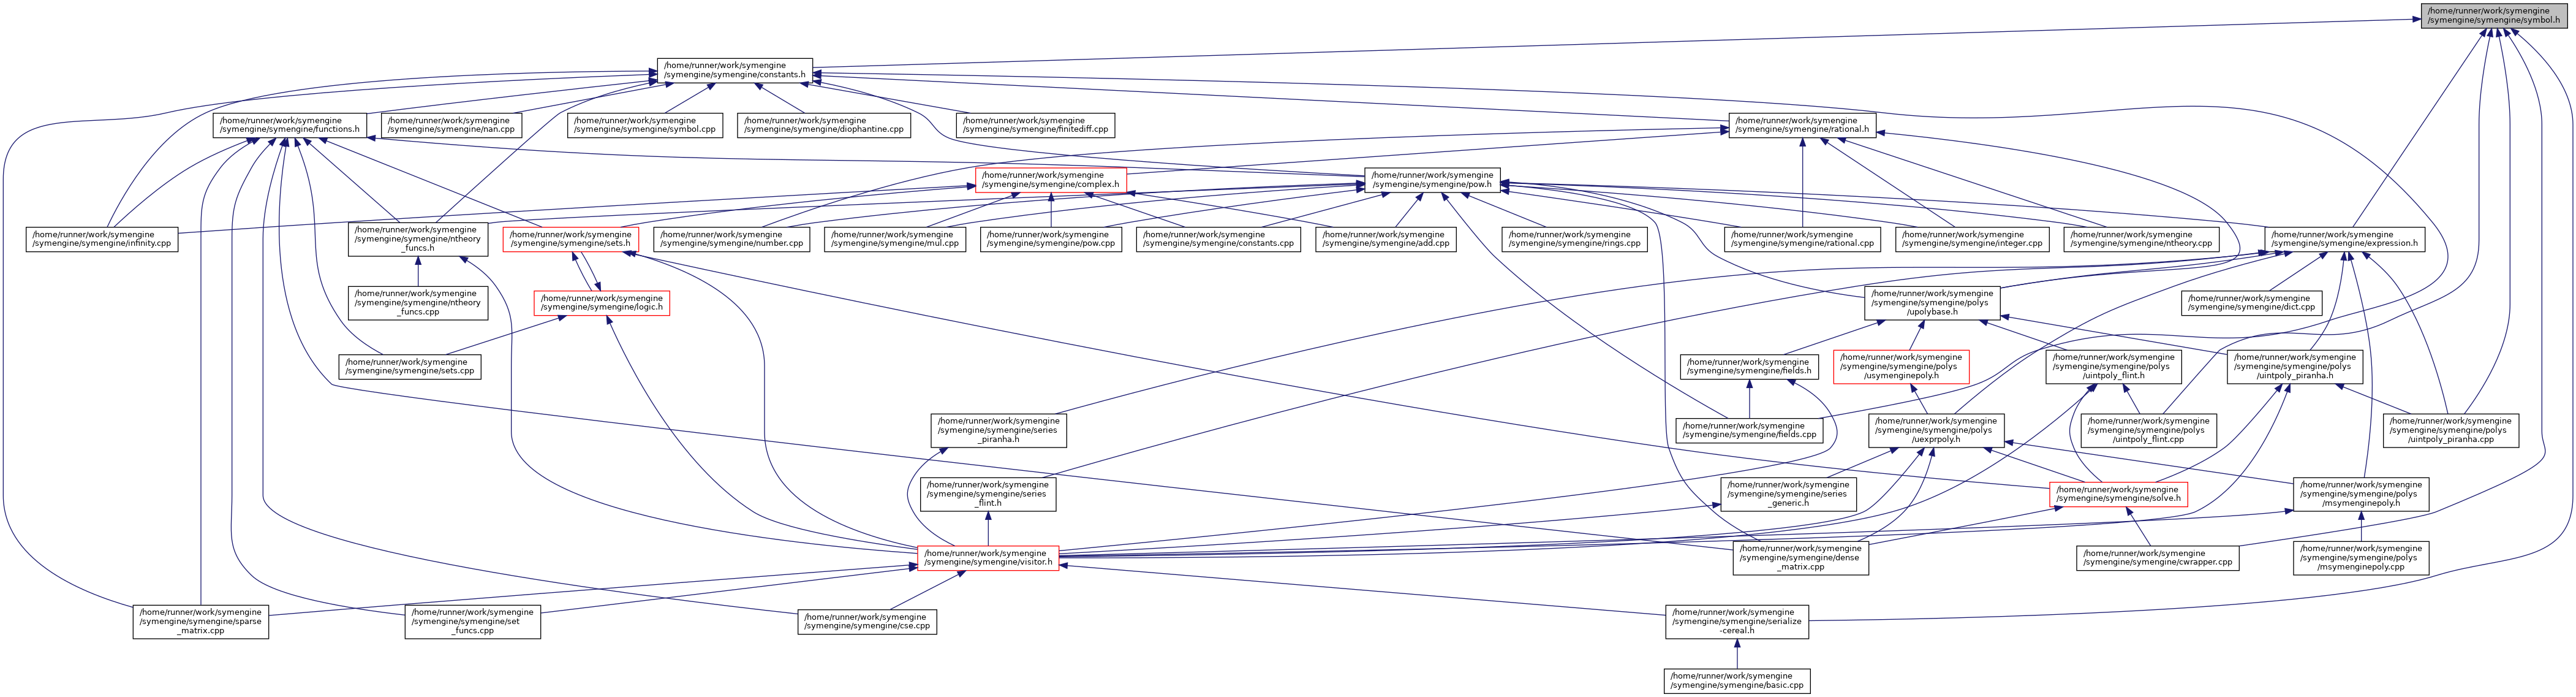 /home/runner/work/symengine
/symengine/symengine/symbol.h
/home/runner/work/symengine
/symengine/symengine/constants.h
/home/runner/work/symengine
/symengine/symengine/functions.h
/home/runner/work/symengine
/symengine/symengine/nan.cpp
/home/runner/work/symengine
/symengine/symengine/symbol.cpp
/home/runner/work/symengine
/symengine/symengine/diophantine.cpp
/home/runner/work/symengine
/symengine/symengine/finitediff.cpp
/home/runner/work/symengine
/symengine/symengine/rational.h
/home/runner/work/symengine
/symengine/symengine/complex.h
/home/runner/work/symengine
/symengine/symengine/pow.h
/home/runner/work/symengine
/symengine/symengine/infinity.cpp
/home/runner/work/symengine
/symengine/symengine/ntheory
_funcs.h
/home/runner/work/symengine
/symengine/symengine/sets.h
/home/runner/work/symengine
/symengine/symengine/number.cpp
/home/runner/work/symengine
/symengine/symengine/mul.cpp
/home/runner/work/symengine
/symengine/symengine/pow.cpp
/home/runner/work/symengine
/symengine/symengine/constants.cpp
/home/runner/work/symengine
/symengine/symengine/add.cpp
/home/runner/work/symengine
/symengine/symengine/rings.cpp
/home/runner/work/symengine
/symengine/symengine/rational.cpp
/home/runner/work/symengine
/symengine/symengine/integer.cpp
/home/runner/work/symengine
/symengine/symengine/ntheory.cpp
/home/runner/work/symengine
/symengine/symengine/expression.h
/home/runner/work/symengine
/symengine/symengine/ntheory
_funcs.cpp
/home/runner/work/symengine
/symengine/symengine/logic.h
/home/runner/work/symengine
/symengine/symengine/polys
/upolybase.h
/home/runner/work/symengine
/symengine/symengine/dict.cpp
/home/runner/work/symengine
/symengine/symengine/sets.cpp
/home/runner/work/symengine
/symengine/symengine/fields.h
/home/runner/work/symengine
/symengine/symengine/polys
/usymenginepoly.h
/home/runner/work/symengine
/symengine/symengine/polys
/uintpoly_flint.h
/home/runner/work/symengine
/symengine/symengine/polys
/uintpoly_piranha.h
/home/runner/work/symengine
/symengine/symengine/series
_piranha.h
/home/runner/work/symengine
/symengine/symengine/fields.cpp
/home/runner/work/symengine
/symengine/symengine/polys
/uexprpoly.h
/home/runner/work/symengine
/symengine/symengine/polys
/uintpoly_flint.cpp
/home/runner/work/symengine
/symengine/symengine/polys
/uintpoly_piranha.cpp
/home/runner/work/symengine
/symengine/symengine/series
_flint.h
/home/runner/work/symengine
/symengine/symengine/series
_generic.h
/home/runner/work/symengine
/symengine/symengine/solve.h
/home/runner/work/symengine
/symengine/symengine/polys
/msymenginepoly.h
/home/runner/work/symengine
/symengine/symengine/visitor.h
/home/runner/work/symengine
/symengine/symengine/dense
_matrix.cpp
/home/runner/work/symengine
/symengine/symengine/cwrapper.cpp
/home/runner/work/symengine
/symengine/symengine/polys
/msymenginepoly.cpp
/home/runner/work/symengine
/symengine/symengine/sparse
_matrix.cpp
/home/runner/work/symengine
/symengine/symengine/set
_funcs.cpp
/home/runner/work/symengine
/symengine/symengine/cse.cpp
/home/runner/work/symengine
/symengine/symengine/serialize
-cereal.h
/home/runner/work/symengine
/symengine/symengine/basic.cpp